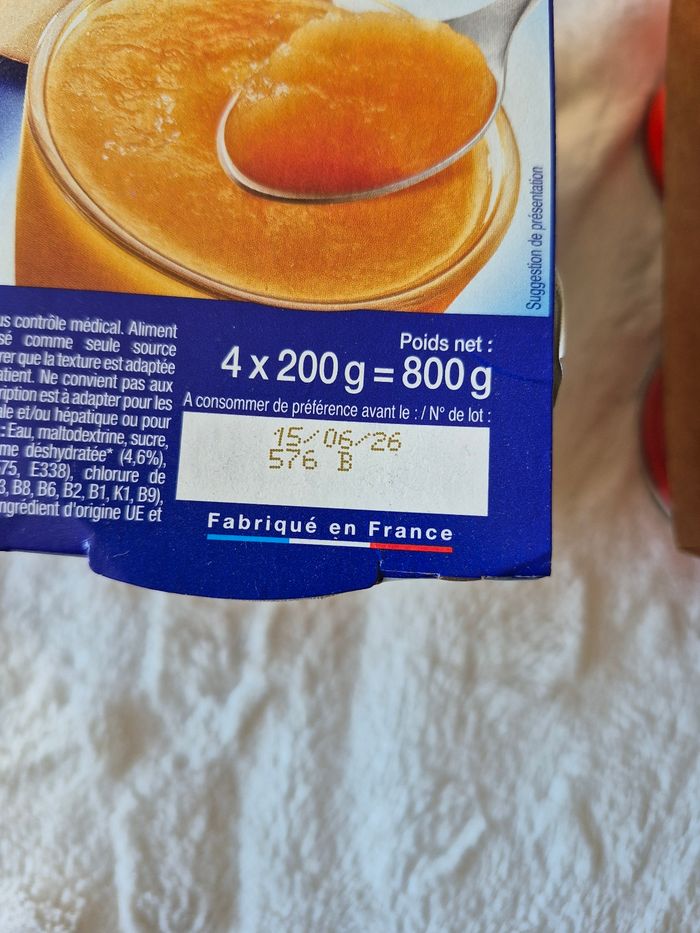 Suggestion de présentation
us contrôle médical. Aliment
sé comme seule source
rer que la texture est adaptée
atient. Ne convient pas aux
ription est à adapter pour les
ale et/ou hépatique ou pour
: Eau, maltodextrine, sucre,
me déshydratée* (4,6%),
575, E338), chlorure de
3, B8, B6, B2, B1, K1, B9),
ngrédient d'origine UE et
Poids net :
4 x 200 g = 800 g
A consommer de préférence avant le : / N° de lot :
15/06/26
576 B
Fabriqué en France